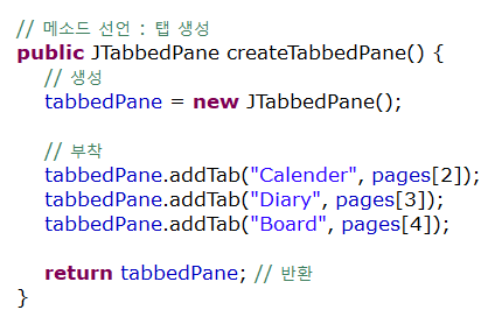 // 메소드 선언 : 탭 생성
public JTabbedPane createTabbedPane() {
// 생성
tabbedPane = new JTabbedPane();
// 부착
tabbedPane.addTab("Calender", pages[2]);
tabbedPane.addTab("Diary", pages[3]);
tabbedPane.addTab("Board", pages[4]);
return tabbedPane; // 반환
}